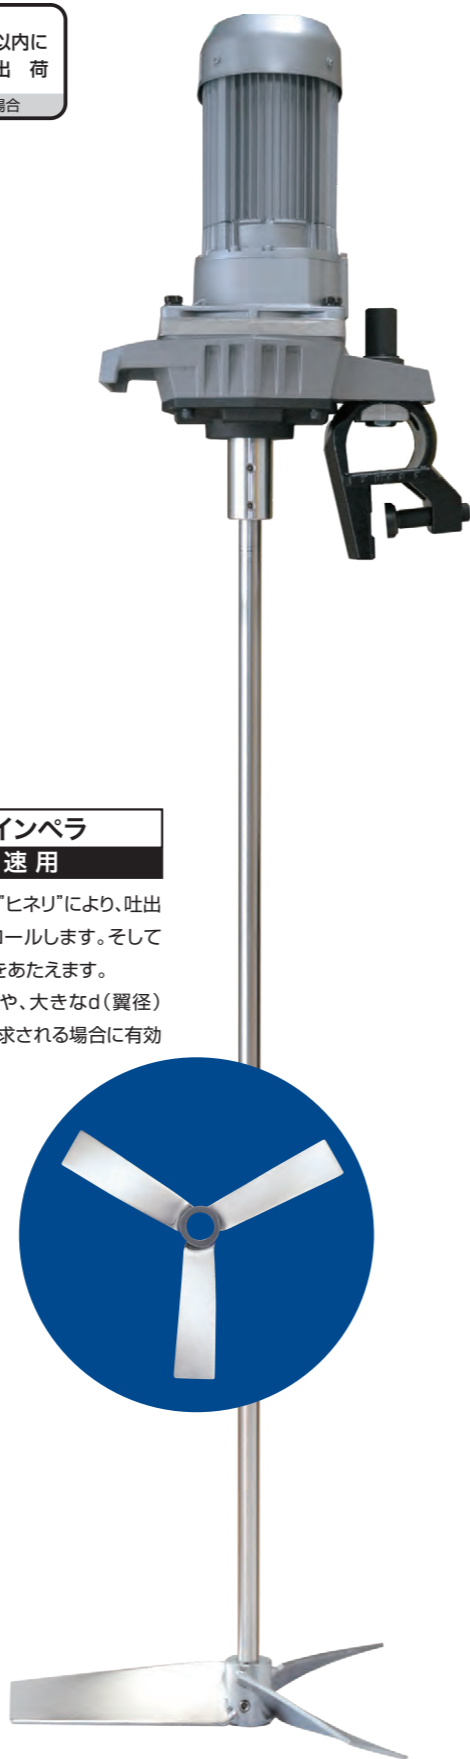 以内に
出 荷
場合
インペラ
速用
"ヒネリ"により、吐出
ロールします。そして
をあたえます。
や、大きなd(翼径)
求される場合に有効